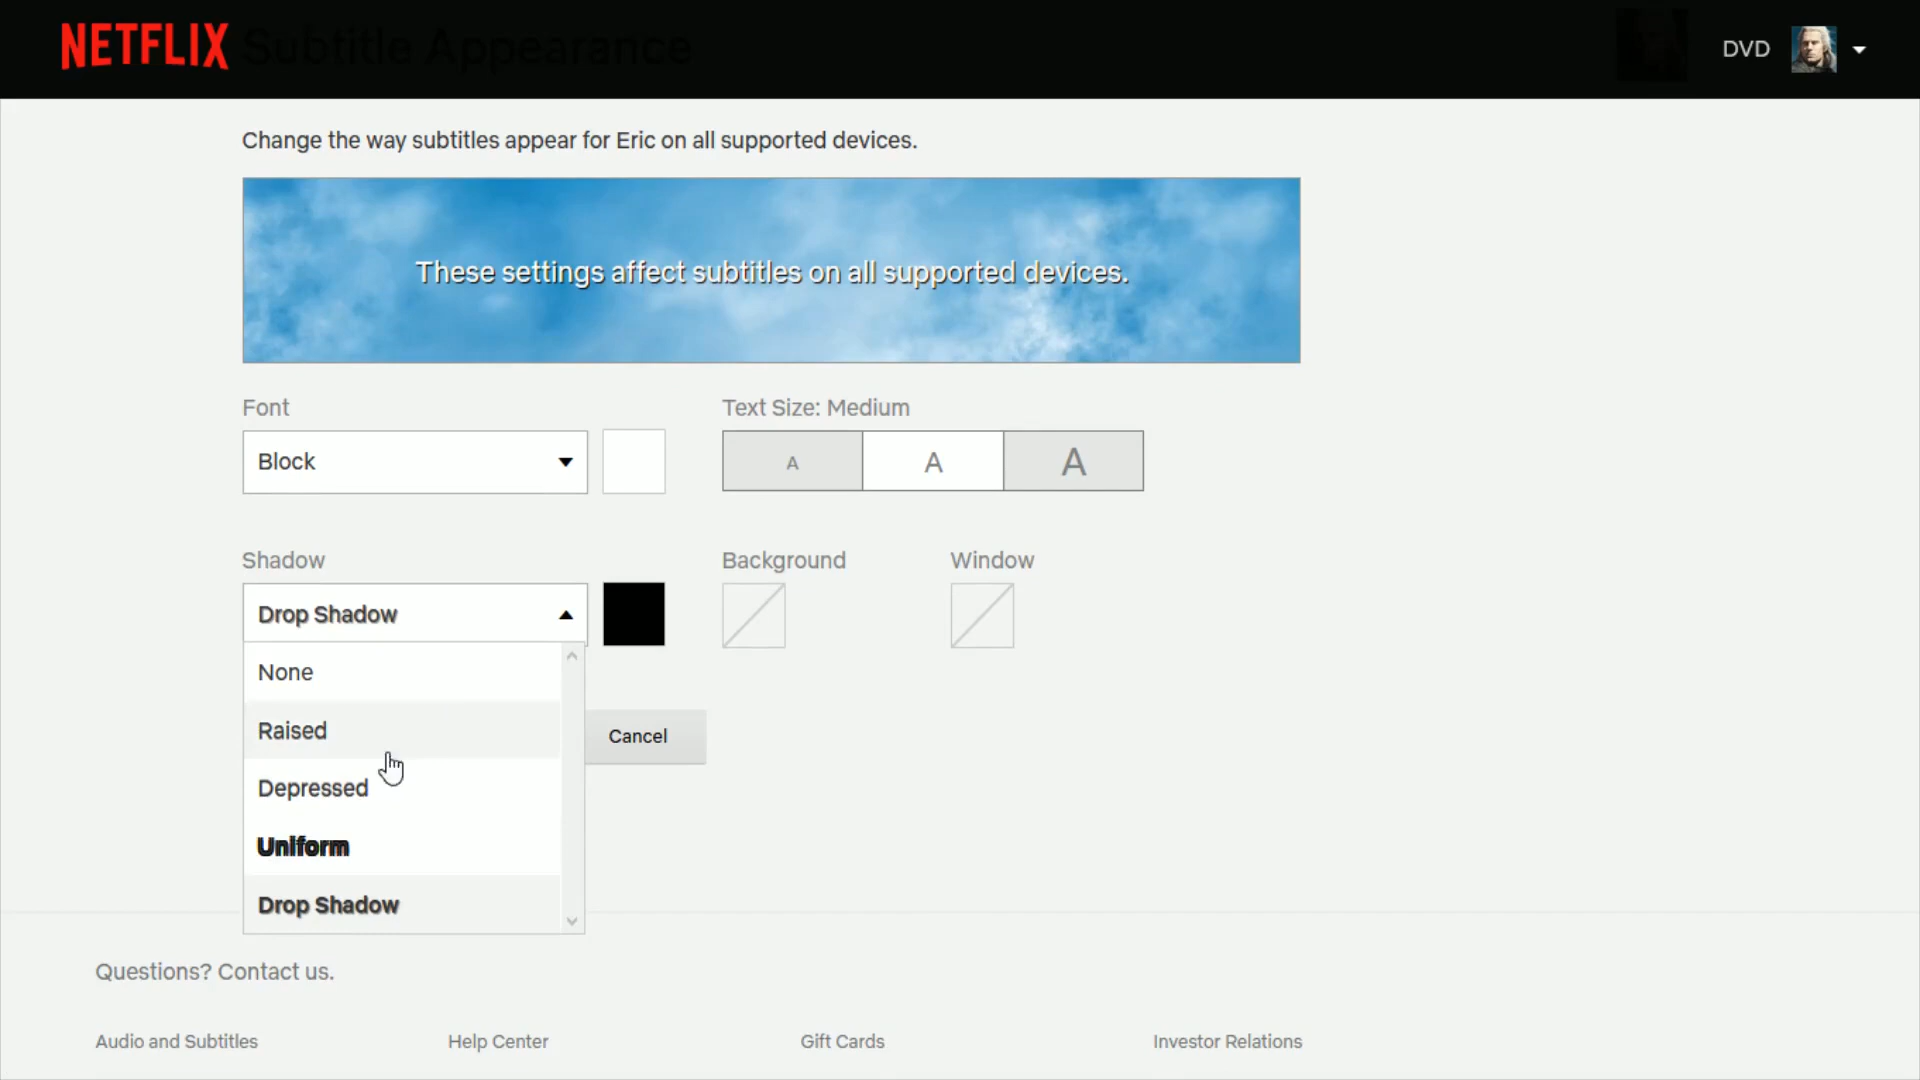 NETFLIX
Subtitle Appearance
DVD
Change the way subtitles appear for Eric on all supported devices.
These settings affect subtitles on all supported devices.
Font
Text Size: Medium
Block
A A A
Shadow
Background
Window
Drop Shadow
None
Raised
Depressed
Uniform
Drop Shadow
Cancel
Questions? Contact us.
Audio and Subtitles
Help Center
Gift Cards
Investor Relations